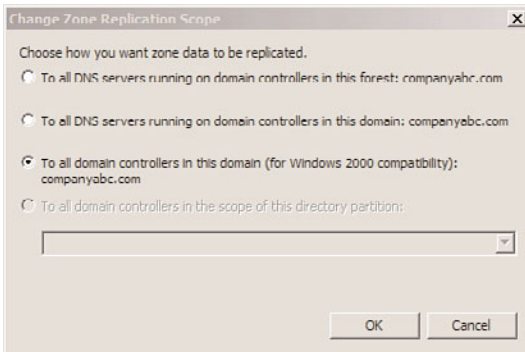 Change Zone Replication Scope
Choose how you want zone data to be replicated.
To all DNS servers running on domain controllers in this forest: companyabc.com
To all DNS servers running on domain controllers in this domain: companyabc.com
To all domain controllers in this domain (for Windows 2000 compatibility):
companyabc.com
To all domain controllers in the scope of this directory partition:
OK Cancel